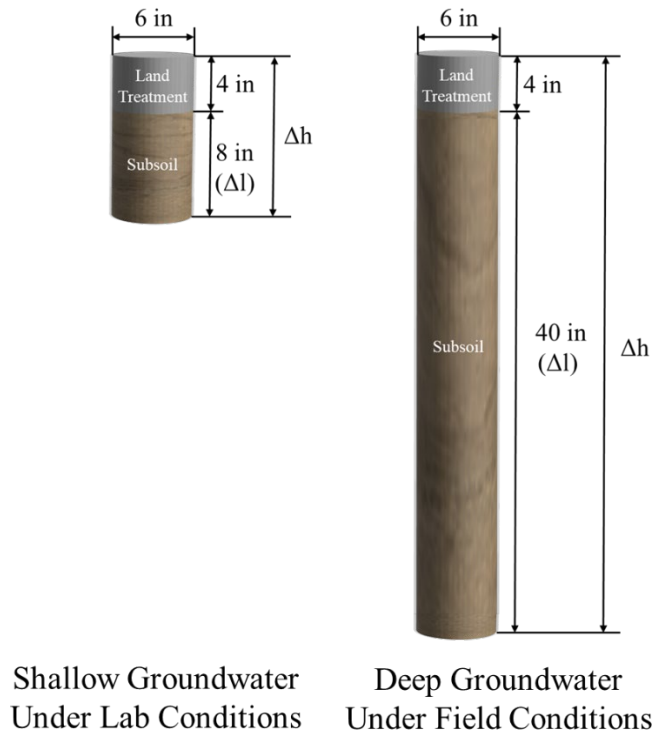 6 in
Land
Treatment
4 in
Subsoil
8 in
(Δl)
Δh
6 in
Land
Treatment
4 in
Subsoil
40 in
(Δl)
Δh
Shallow Groundwater
Under Lab Conditions
Deep Groundwater
Under Field Conditions